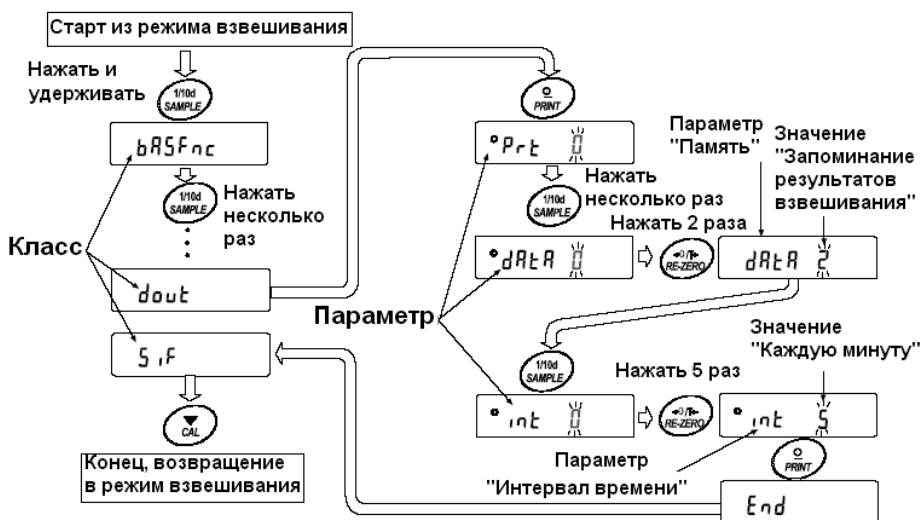 Старт из режима взвешивания
Нажать и
удерживать
1/10d
SAMPLE
bASFnc
1/10d
SAMPLE
Нажать
несколько
раз
Класс
dout
S iF
CAL
Конец, возвращение
в режим взвешивания
PRINT
Prt 0
1/10d
SAMPLE
Нажать
несколько раз
Параметр
dAtA 0
Нажать 2 раза
→0/T←
RE-ZERO
Параметр
"Память"
Значение
"Запоминание
результатов
взвешивания"
dAtA 2
1/10d
SAMPLE
int 0
Нажать 5 раз
→0/T←
RE-ZERO
Значение
"Каждую минуту"
int 5
Параметр
"Интервал времени"
PRINT
End